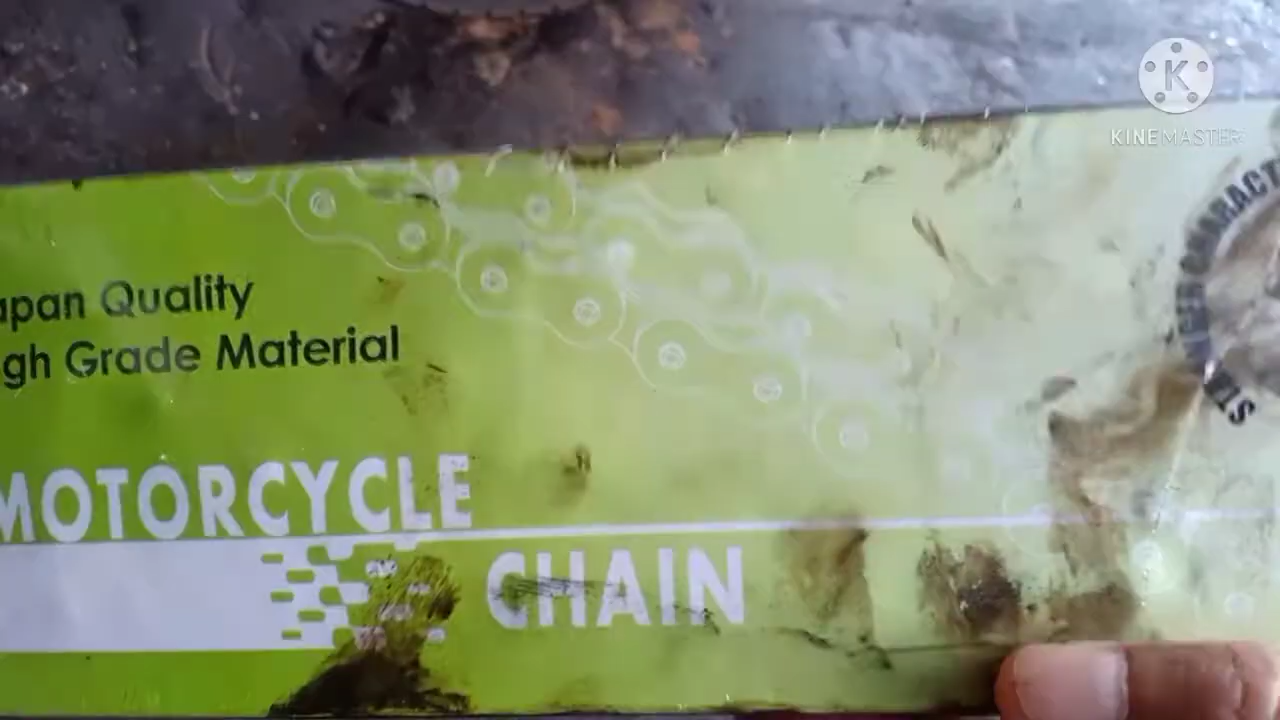 KINEMASTER
apan Quality
gh Grade Material
MOTORCYCLE
CHAIN